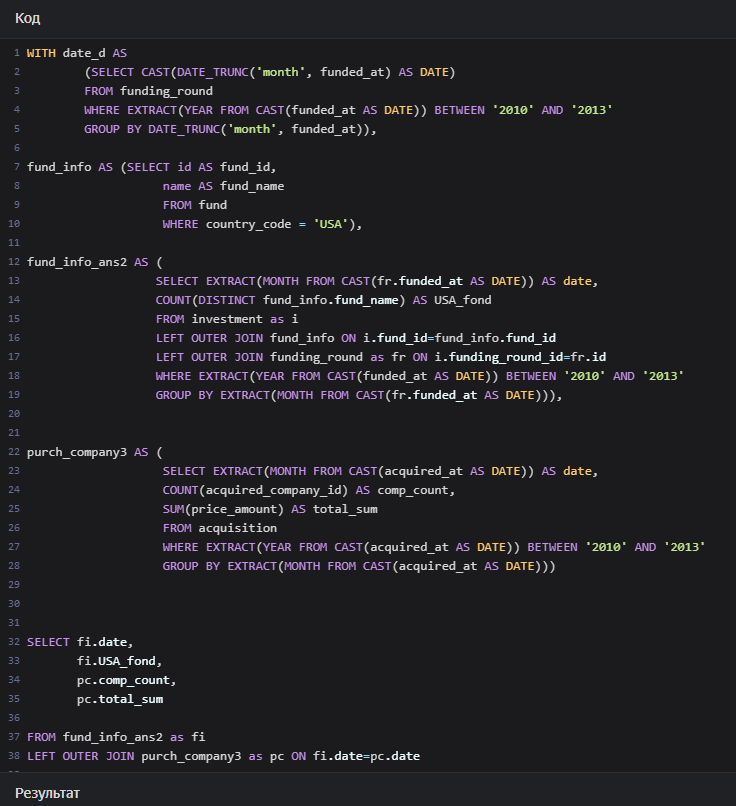 Код
1 WITH date_d AS
2 (SELECT CAST(DATE_TRUNC('month', funded_at) AS DATE)
3 FROM funding_round
4 WHERE EXTRACT(YEAR FROM CAST(funded_at AS DATE)) BETWEEN '2010' AND '2013'
5 GROUP BY DATE_TRUNC('month', funded_at)),
6
7 fund_info AS (SELECT id AS fund_id,
8 name AS fund_name
9 FROM fund
10 WHERE country_code = 'USA'),
11
12 fund_info_ans2 AS (
13 SELECT EXTRACT(MONTH FROM CAST(fr.funded_at AS DATE)) AS date,
14 COUNT(DISTINCT fund_info.fund_name) AS USA_fond
15 FROM investment as i
16 LEFT OUTER JOIN fund_info ON i.fund_id=fund_info.fund_id
17 LEFT OUTER JOIN funding_round as fr ON i.funding_round_id=fr.id
18 WHERE EXTRACT(YEAR FROM CAST(funded_at AS DATE)) BETWEEN '2010' AND '2013'
19 GROUP BY EXTRACT(MONTH FROM CAST(fr.funded_at AS DATE))),
20
21
22 purch_company3 AS (
23 SELECT EXTRACT(MONTH FROM CAST(acquired_at AS DATE)) AS date,
24 COUNT(acquired_company_id) AS comp_count,
25 SUM(price_amount) AS total_sum
26 FROM acquisition
27 WHERE EXTRACT(YEAR FROM CAST(acquired_at AS DATE)) BETWEEN '2010' AND '2013'
28 GROUP BY EXTRACT(MONTH FROM CAST(acquired_at AS DATE)))
29
30
31
32 SELECT fi.date,
33 fi.USA_fond,
34 pc.comp_count,
35 pc.total_sum
36
37 FROM fund_info_ans2 as fi
38 LEFT OUTER JOIN purch_company3 as pc ON fi.date=pc.date
Результат